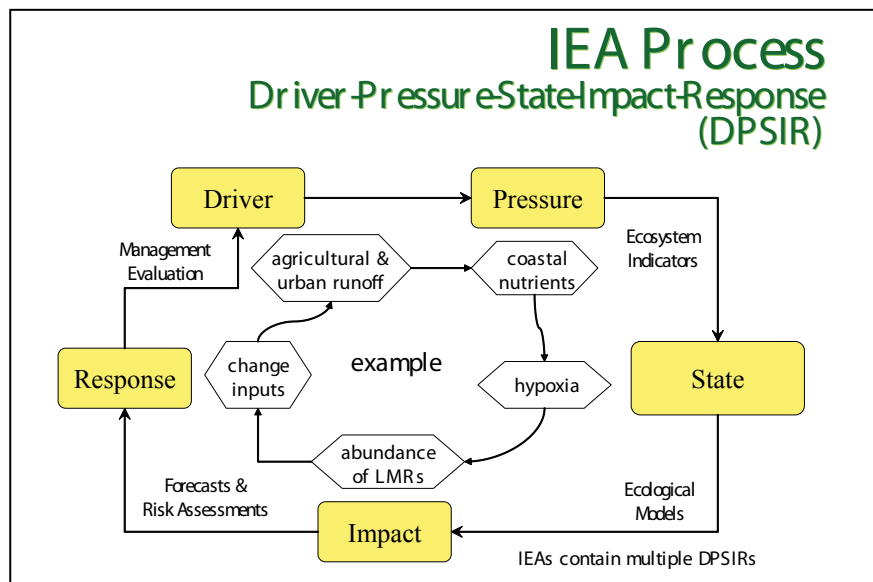 IEA Process
Driver-Pressure-State-Impact-Response
(DPSIR)
Driver
Pressure
Management
Evaluation
agricultural &
urban runoff
coastal
nutrients
Ecosystem
Indicators
Response
change
inputs
example
hypoxia
State
abundance
of LMRs
Forecasts &
Risk Assessments
Impact
Ecological
Models
IEAs contain multiple DPSIRs